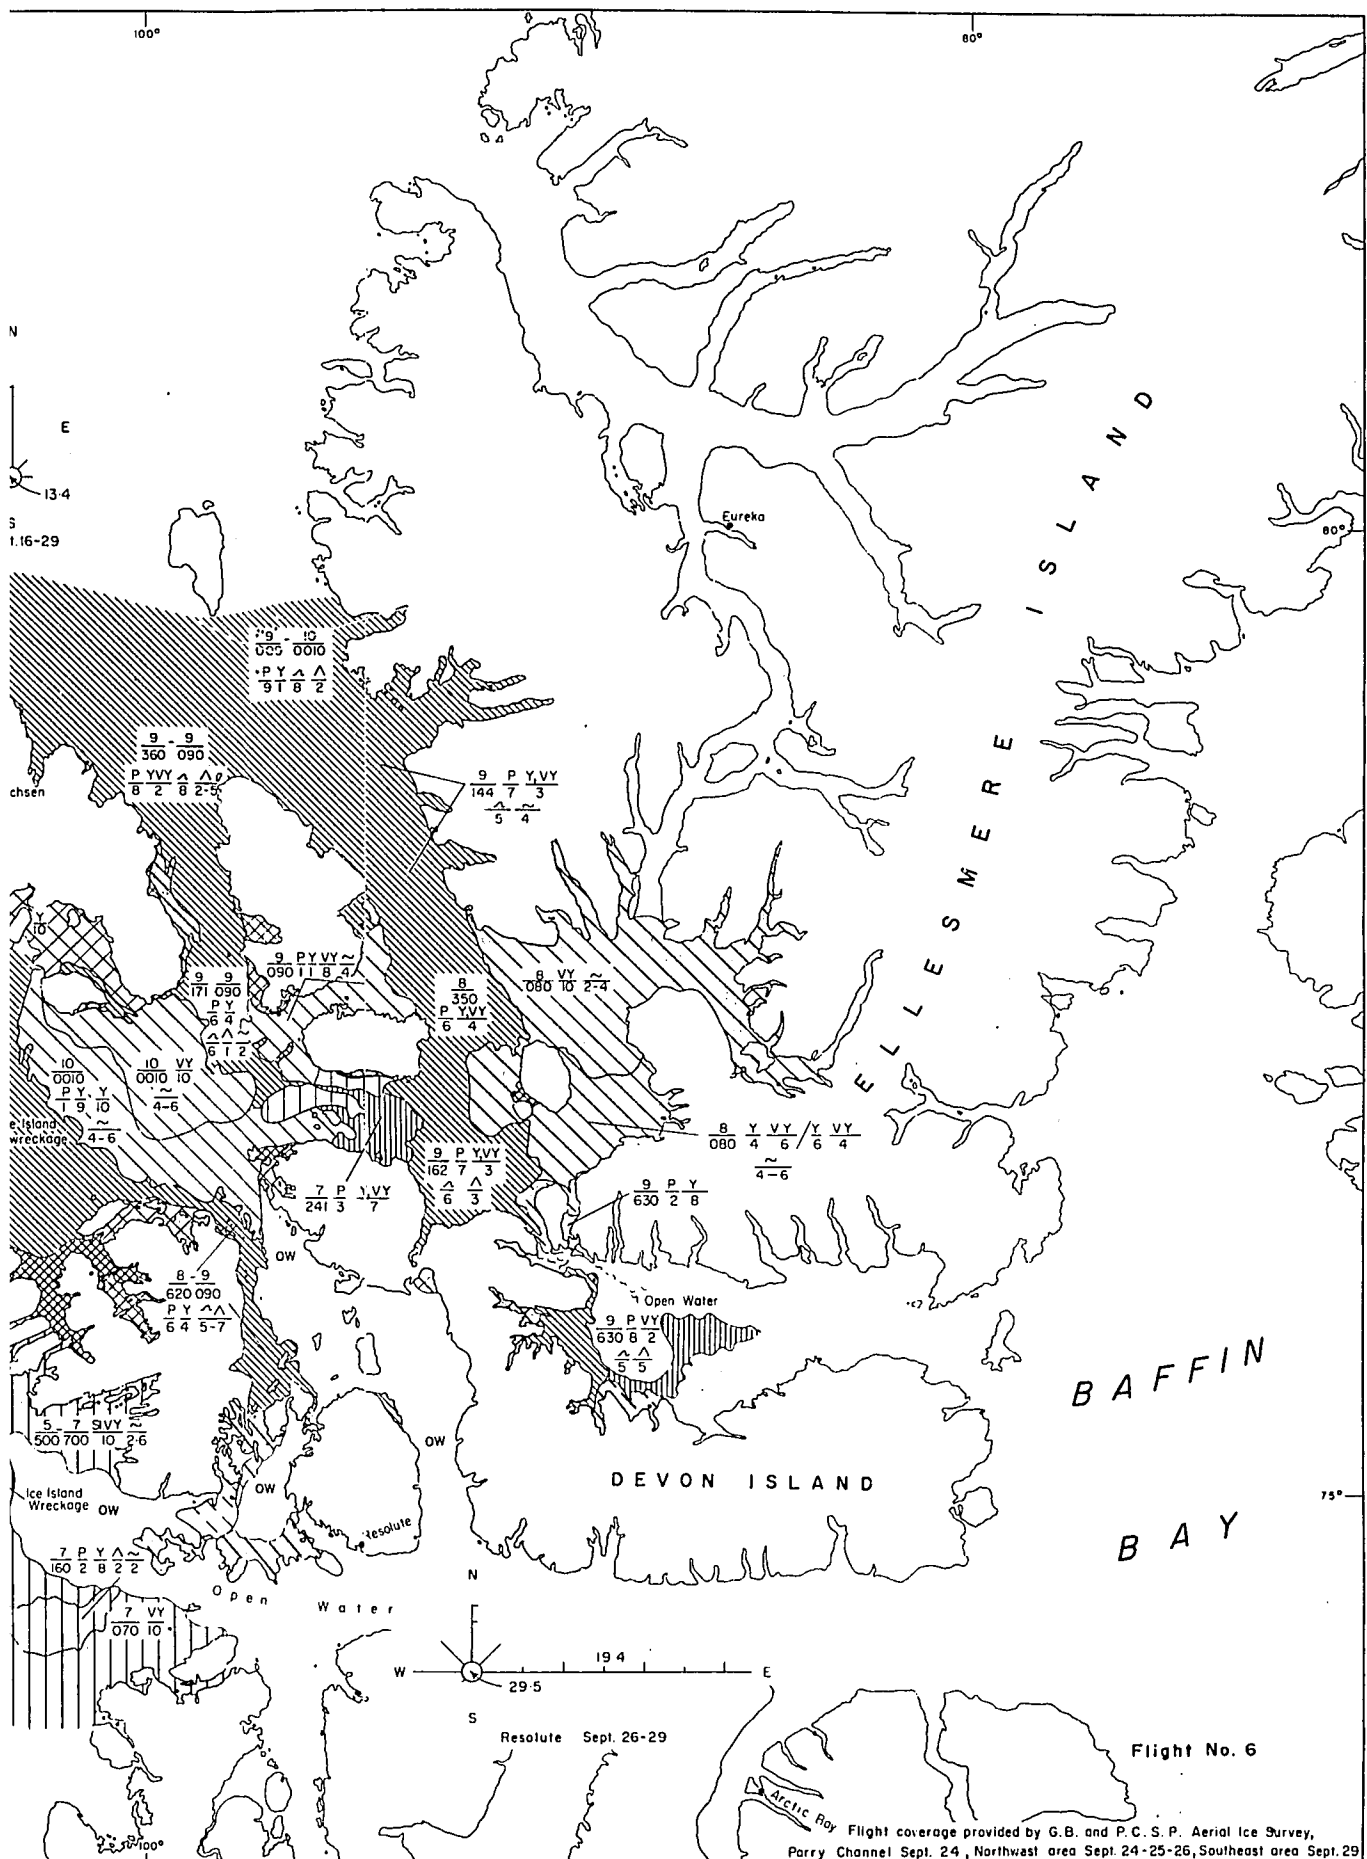 100°
80°
N
E
13·4
S
t.16-29
80°
Eureka
ELLESMERE ISLAND
10
0010
P Y ^ Λ
9 1 8 2
9 - 9
360 090
P YVY ^ Λ
8 2 8 2-5
chsen
9 P Y,VY
144 7 3
^ ~
5 4
Y
10
9 PY VY ~
090 11 8 4
9 9
171 090
P Y
6 4
^ Λ ~
6 1 2
8
350
P Y,VY
6 4
8 VY ~
080 10 2-4
10
0010
P Y Y
1 9 10
~
4-6
10 VY
0010 10
~
4-6
e Island
wreckage
8 Y VY / Y VY
080 4 6 6 4
~
4-6
9 P Y,VY
162 7 3
^ Λ
6 3
7 P Y,VY
241 3 7
9 P Y
630 2 8
OW
8-9
620 090
P Y ^Λ
6 4 5-7
Open Water
9 P VY
630 8 2
^ Λ
5 5
BAFFIN
5 - 7 SIVY ~
500 700 10 2·6
OW
DEVON ISLAND
Ice Island
Wreckage OW
OW
75°
Resolute
BAY
7 P Y Λ ~
160 2 8 2 2
Open Water
7 VY
070 10
N
W
19 4
E
29·5
S
Resolute Sept. 26-29
Flight No. 6
Arctic Bay
100°
Flight coverage provided by G.B. and P.C.S.P. Aerial Ice Survey,
Parry Channel Sept. 24, Northwest area Sept. 24-25-26, Southeast area Sept. 29